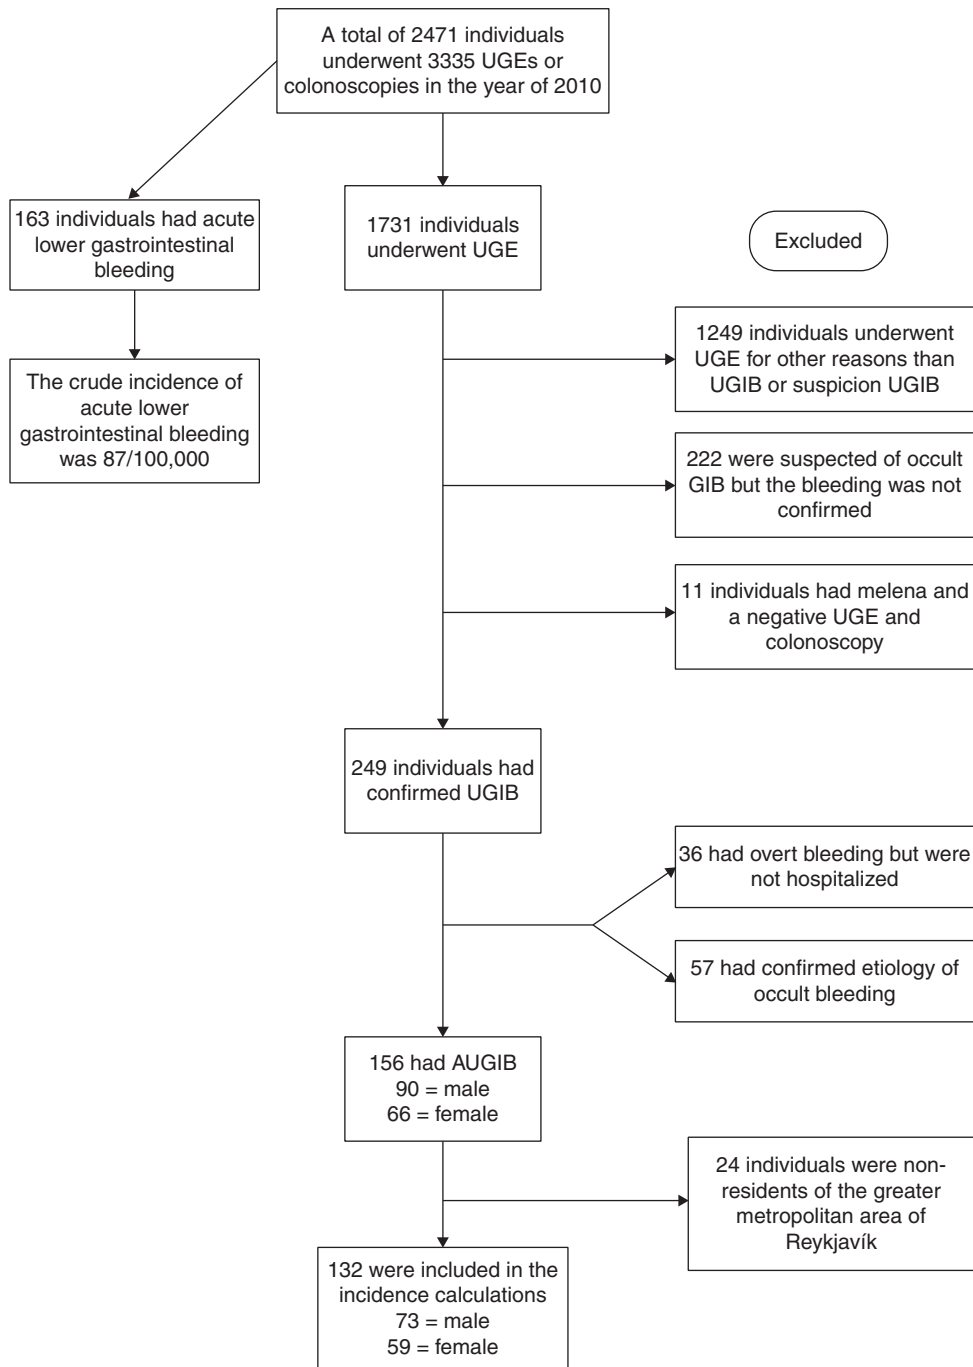 A total of 2471 individuals
underwent 3335 UGEs or
colonoscopies in the year of 2010
163 individuals had acute
lower gastrointestinal
bleeding
The crude incidence of
acute lower
gastrointestinal bleeding
was 87/100,000
1731 individuals
underwent UGE
Excluded
1249 individuals underwent
UGE for other reasons than
UGIB or suspicion UGIB
222 were suspected of occult
GIB but the bleeding was not
confirmed
11 individuals had melena and
a negative UGE and
colonoscopy
249 individuals had
confirmed UGIB
36 had overt bleeding but were
not hospitalized
57 had confirmed etiology of
occult bleeding
156 had AUGIB
90 = male
66 = female
24 individuals were non-
residents of the greater
metropolitan area of
Reykjavík
132 were included in the
incidence calculations
73 = male
59 = female